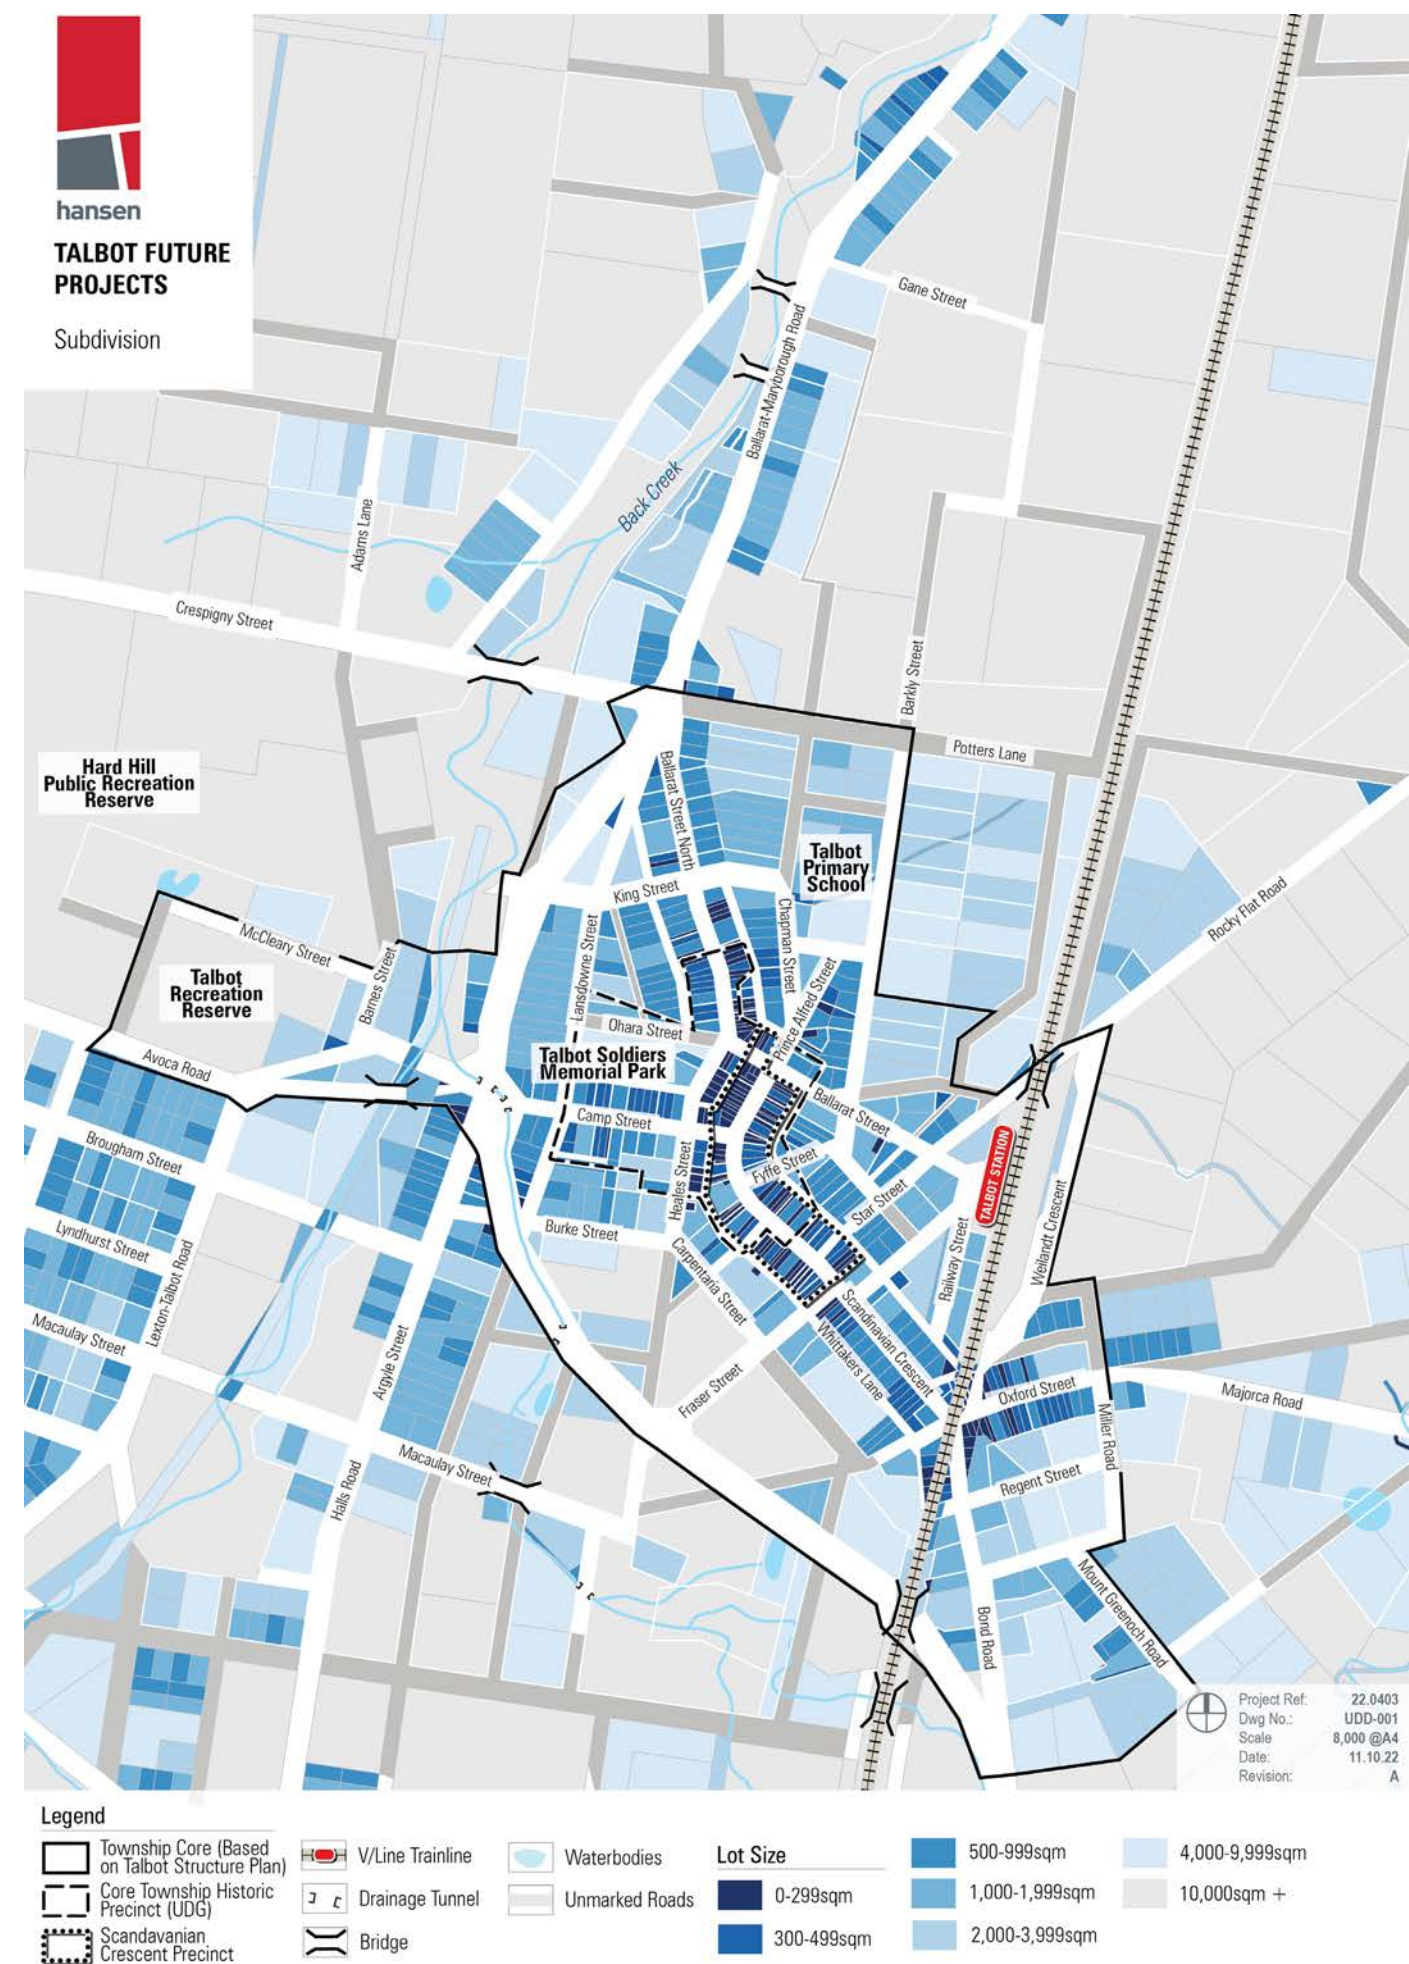 hansen
TALBOT FUTURE
PROJECTS
Subdivision
Gane Street
Ballarat-Maryborough Road
Back Creek
Adams Lane
Crespigny Street
Barkly Street
Potters Lane
Hard Hill
Public Recreation
Reserve
Ballarat Street North
Talbot
Primary
School
King Street
Chapman Street
Rocky Flat Road
McCleary Street
Barnes Street
Lansdowne Street
Talbot
Recreation
Reserve
Prince Alfred Street
Ohara Street
Avoca Road
Talbot Soldiers
Memorial Park
Camp Street
Ballarat Street
Brougham Street
Heales Street
Fyffe Street
TALBOT STATION
Star Street
Weilandt Crescent
Lyndhurst Street
Burke Street
Railway Street
Lexton-Talbot Road
Carpentaria Street
Macaulay Street
Argyle Street
Scandinavian Crescent
Whittakers Lane
Fraser Street
Oxford Street
Majorca Road
Miller Road
Macaulay Street
Halls Road
Regent Street
Mount Greenoch Road
Bond Road
Project Ref: 22.0403
Dwg No.: UDD-001
Scale 8,000 @A4
Date: 11.10.22
Revision: A
Legend
Township Core (Based
on Talbot Structure Plan)
Core Township Historic
Precinct (UDG)
Scandavanian
Crescent Precinct
V/Line Trainline
Drainage Tunnel
Bridge
Waterbodies
Unmarked Roads
Lot Size
0-299sqm
300-499sqm
500-999sqm
1,000-1,999sqm
2,000-3,999sqm
4,000-9,999sqm
10,000sqm +